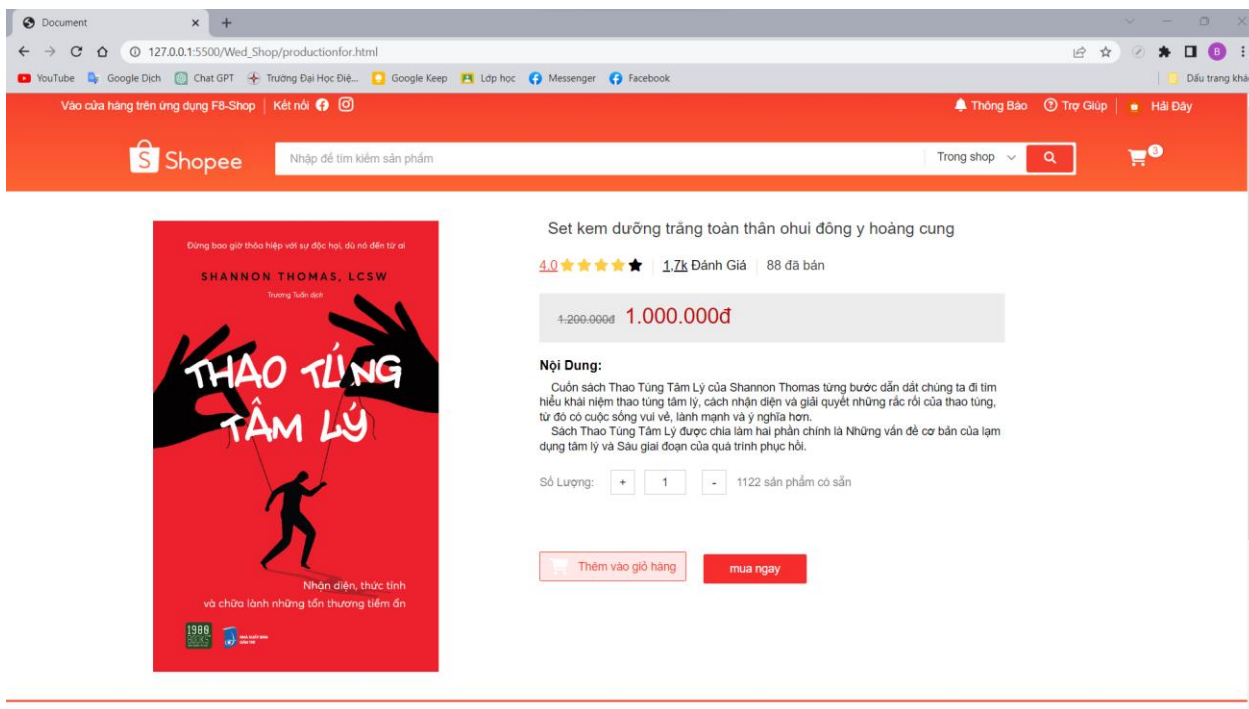 Document
127.0.0.1:5500/Wed_Shop/productionfor.html
B
YouTube Google Dịch Chat GPT Trường Đại Học Điệ... Google Keep Lớp học Messenger Facebook Dấu trang khá
Vào cửa hàng trên ứng dụng F8-Shop Kết nối Thông Báo Trợ Giúp Hải Đây
Shopee Nhập để tìm kiếm sản phẩm Trong shop 3
Đừng bao giờ thỏa hiệp với sự độc hại, dù nó đến từ ai
SHANNON THOMAS, LCSW
Trương Tuấn dịch
THAO TÚNG
TÂM LÝ
Nhận diện, thức tỉnh
và chữa lành những tổn thương tiềm ẩn
1980
BOOKS
Set kem dưỡng trắng toàn thân ohui đông y hoàng cung
4.0 1,7k Đánh Giá 88 đã bán
1.200.000đ 1.000.000đ
Nội Dung:
Cuốn sách Thao Túng Tâm Lý của Shannon Thomas từng bước dẫn dắt chúng ta đi tìm
hiểu khái niệm thao túng tâm lý, cách nhận diện và giải quyết những rắc rối của thao túng,
từ đó có cuộc sống vui vẻ, lành mạnh và ý nghĩa hơn.
Sách Thao Túng Tâm Lý được chia làm hai phần chính là Những vấn đề cơ bản của lạm
dụng tâm lý và Sáu giai đoạn của quá trình phục hồi.
Số Lượng: + 1 - 1122 sản phẩm có sẵn
Thêm vào giỏ hàng mua ngay